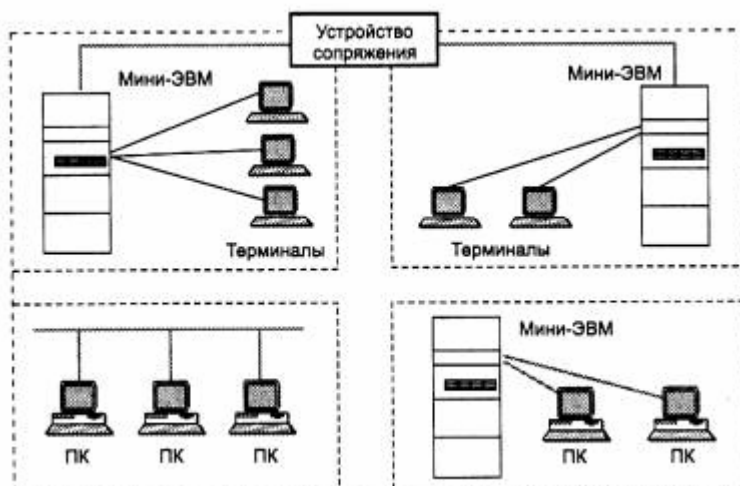 Устройство
сопряжения
Мини-ЭВМ
Мини-ЭВМ
Терминалы
Терминалы
Мини-ЭВМ
ПК
ПК
ПК
ПК
ПК